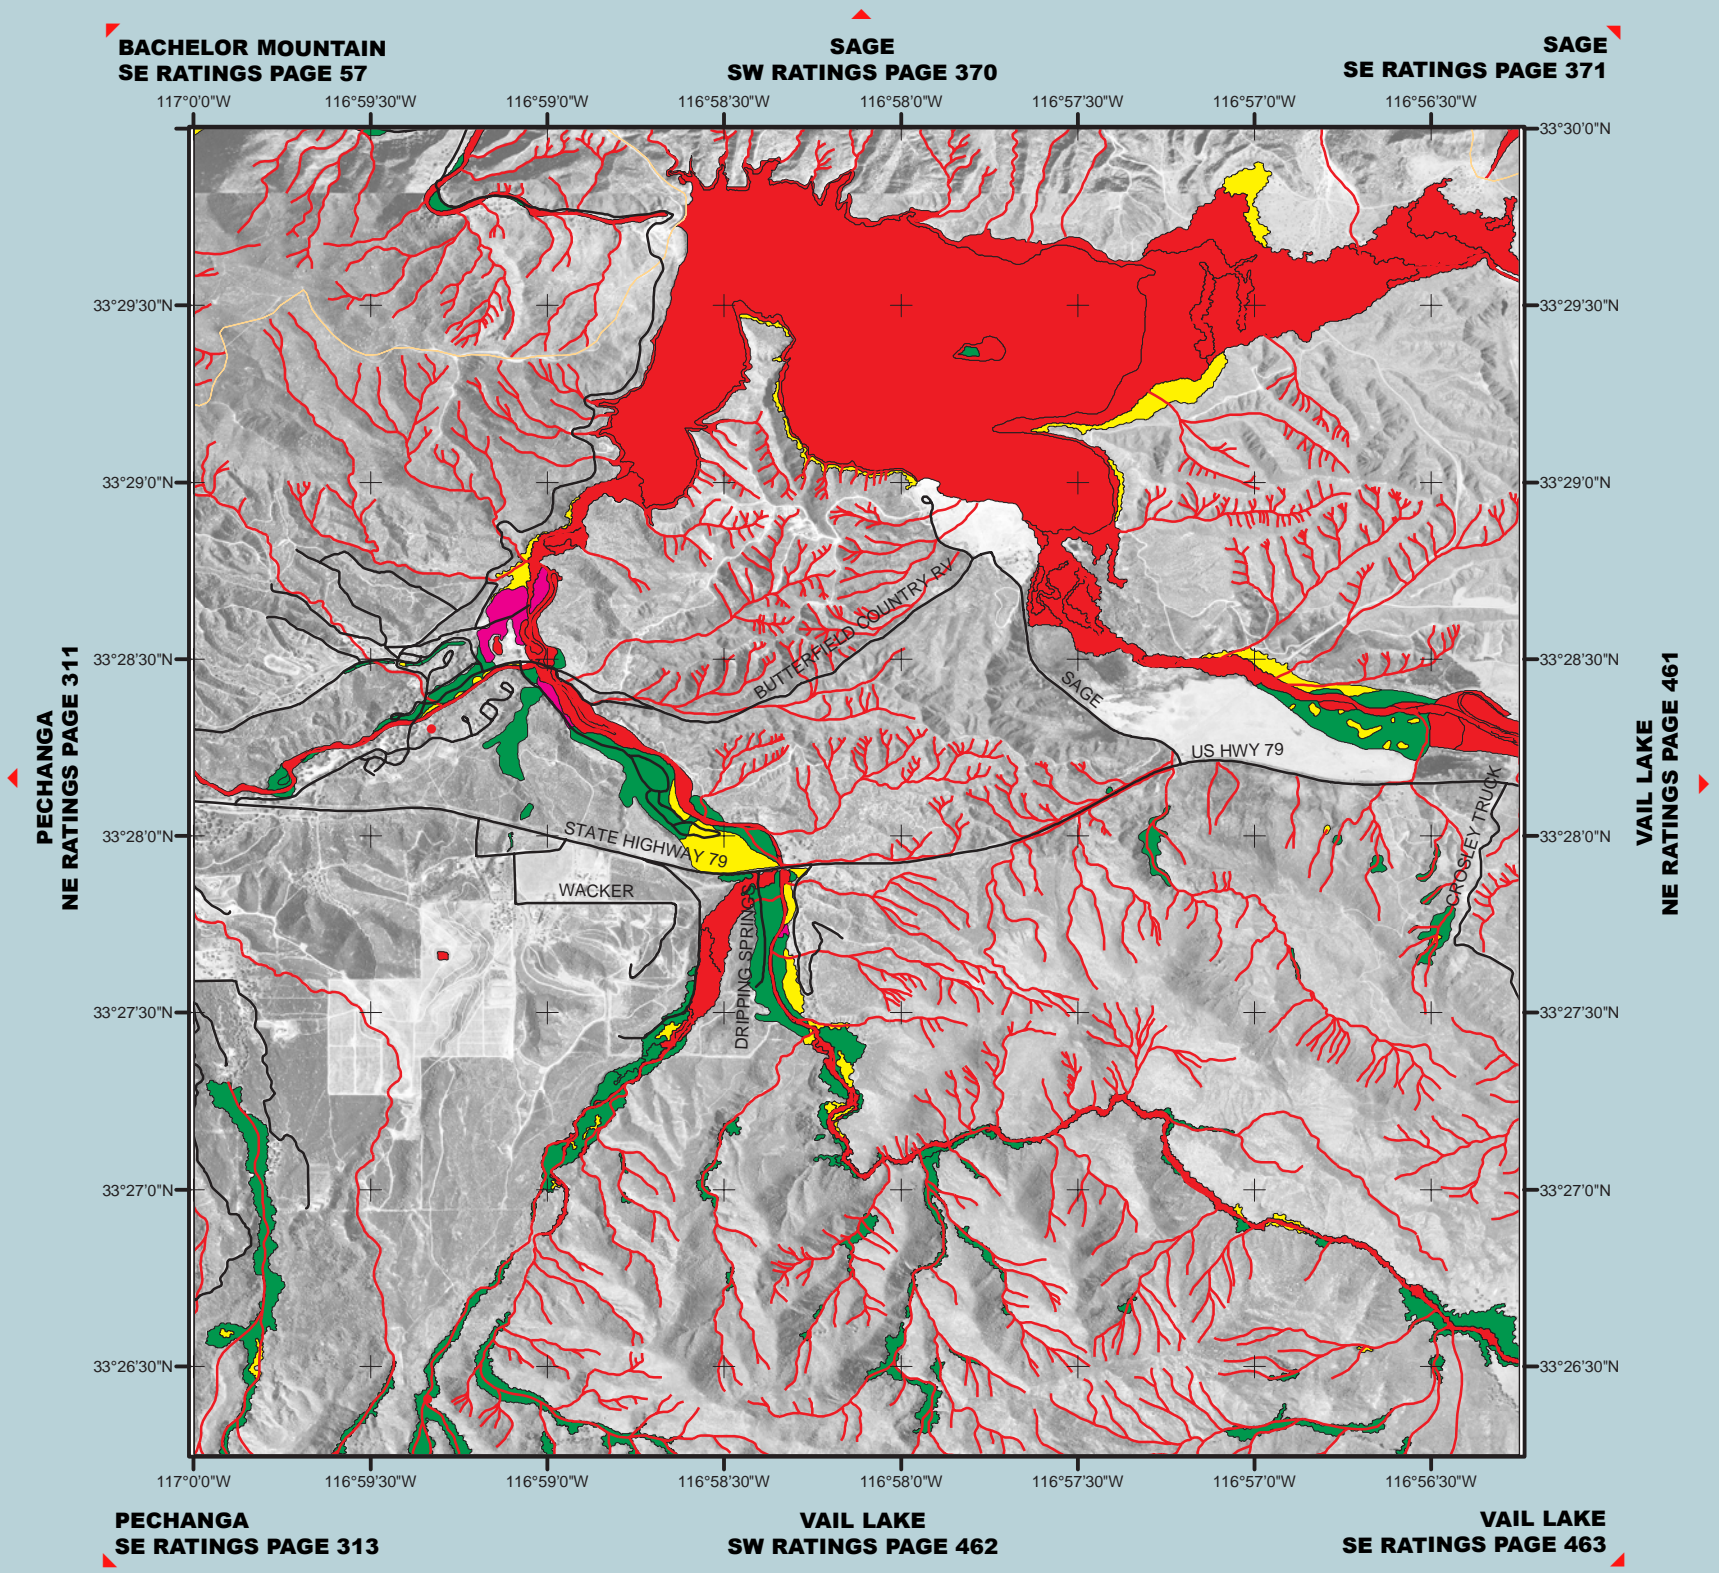 BACHELOR MOUNTAIN
SE RATINGS PAGE 57
SAGE
SW RATINGS PAGE 370
SAGE
SE RATINGS PAGE 371
117°0'0"W
116°59'30"W
116°59'0"W
116°58'30"W
116°58'0"W
116°57'30"W
116°57'0"W
116°56'30"W
33°30'0"N
33°29'30"N
33°29'30"N
33°29'0"N
33°29'0"N
BUTTERFIELD COUNTRY RV
33°28'30"N
33°28'30"N
SAGE
PECHANGA
NE RATINGS PAGE 311
VAIL LAKE
NE RATINGS PAGE 461
US HWY 79
CROSLEY TRUCK
33°28'0"N
33°28'0"N
STATE HIGHWAY 79
WACKER
DRIPPING SPRINGS
33°27'30"N
33°27'30"N
33°27'0"N
33°27'0"N
33°26'30"N
33°26'30"N
117°0'0"W
116°59'30"W
116°59'0"W
116°58'30"W
116°58'0"W
116°57'30"W
116°57'0"W
116°56'30"W
PECHANGA
SE RATINGS PAGE 313
VAIL LAKE
SW RATINGS PAGE 462
VAIL LAKE
SE RATINGS PAGE 463